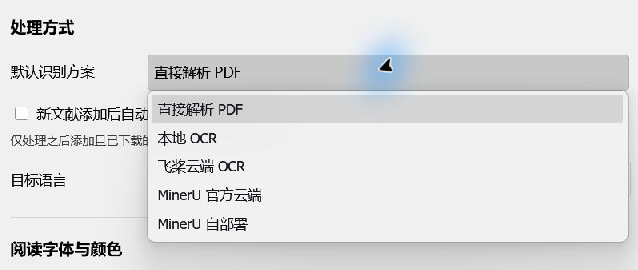 处理方式
默认识别方案
直接解析 PDF
直接解析 PDF
新文献添加后自动
本地 OCR
仅处理之后添加且已下载的
飞桨云端 OCR
目标语言
MinerU 官方云端
MinerU 自部署
阅读字体与颜色